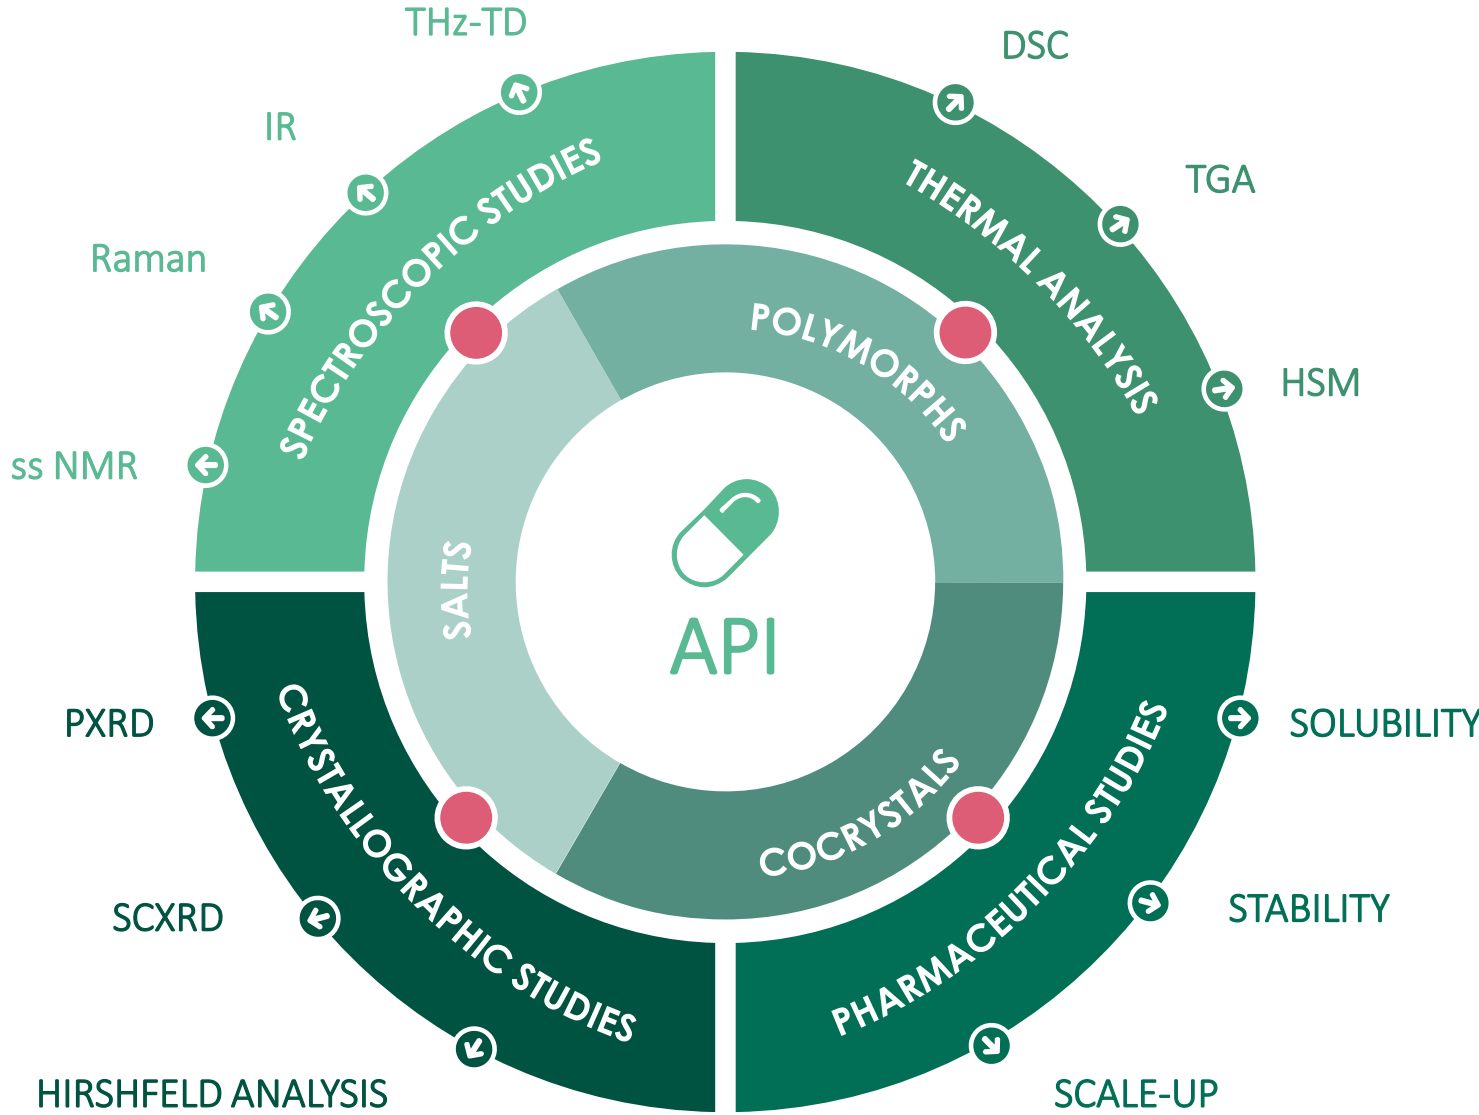 THz-TD
IR
Raman
ss NMR
SPECTROSCOPIC STUDIES
DSC
TGA
HSM
THERMAL ANALYSIS
POLYMORPHS
SALTS
COCRYSTALS
API
PXRD
SCXRD
HIRSHFELD ANALYSIS
CRYSTALLOGRAPHIC STUDIES
SOLUBILITY
STABILITY
SCALE-UP
PHARMACEUTICAL STUDIES